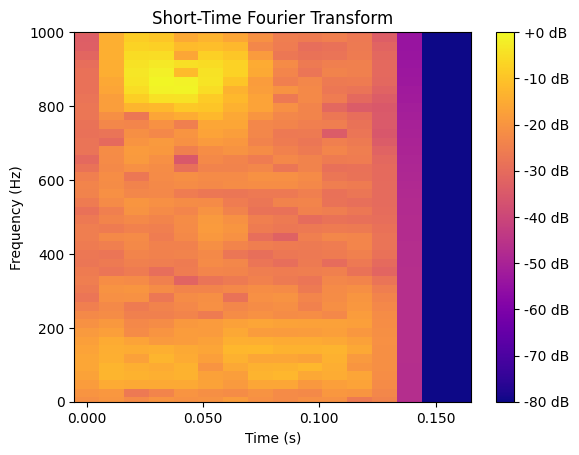 Short-Time Fourier Transform
1000
800
600
400
200
0
Frequency (Hz)
0.000
0.050
0.100
0.150
Time (s)
+0 dB
-10 dB
-20 dB
-30 dB
-40 dB
-50 dB
-60 dB
-70 dB
-80 dB